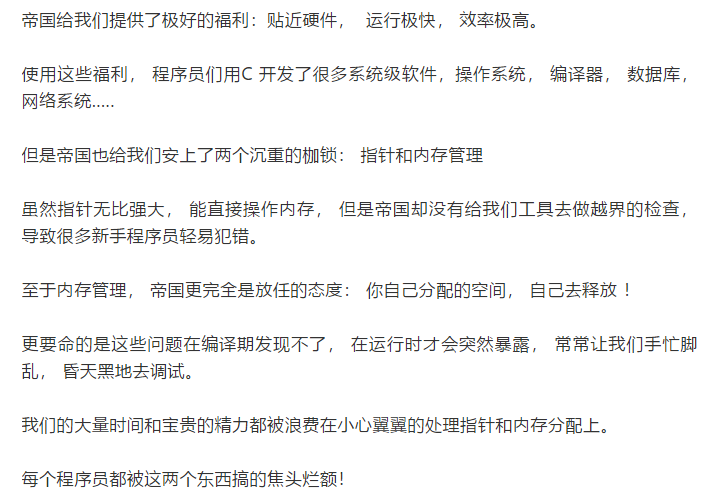 帝国给我们提供了极好的福利：贴近硬件， 运行极快， 效率极高。
使用这些福利， 程序员们用C 开发了很多系统级软件，操作系统， 编译器， 数据库，
网络系统.....
但是帝国也给我们安上了两个沉重的枷锁： 指针和内存管理
虽然指针无比强大， 能直接操作内存， 但是帝国却没有给我们工具去做越界的检查，
导致很多新手程序员轻易犯错。
至于内存管理， 帝国更完全是放任的态度： 你自己分配的空间， 自己去释放 ！
更要命的是这些问题在编译期发现不了， 在运行时才会突然暴露， 常常让我们手忙脚
乱， 昏天黑地去调试。
我们的大量时间和宝贵的精力都被浪费在小心翼翼的处理指针和内存分配上。
每个程序员都被这两个东西搞的焦头烂额！